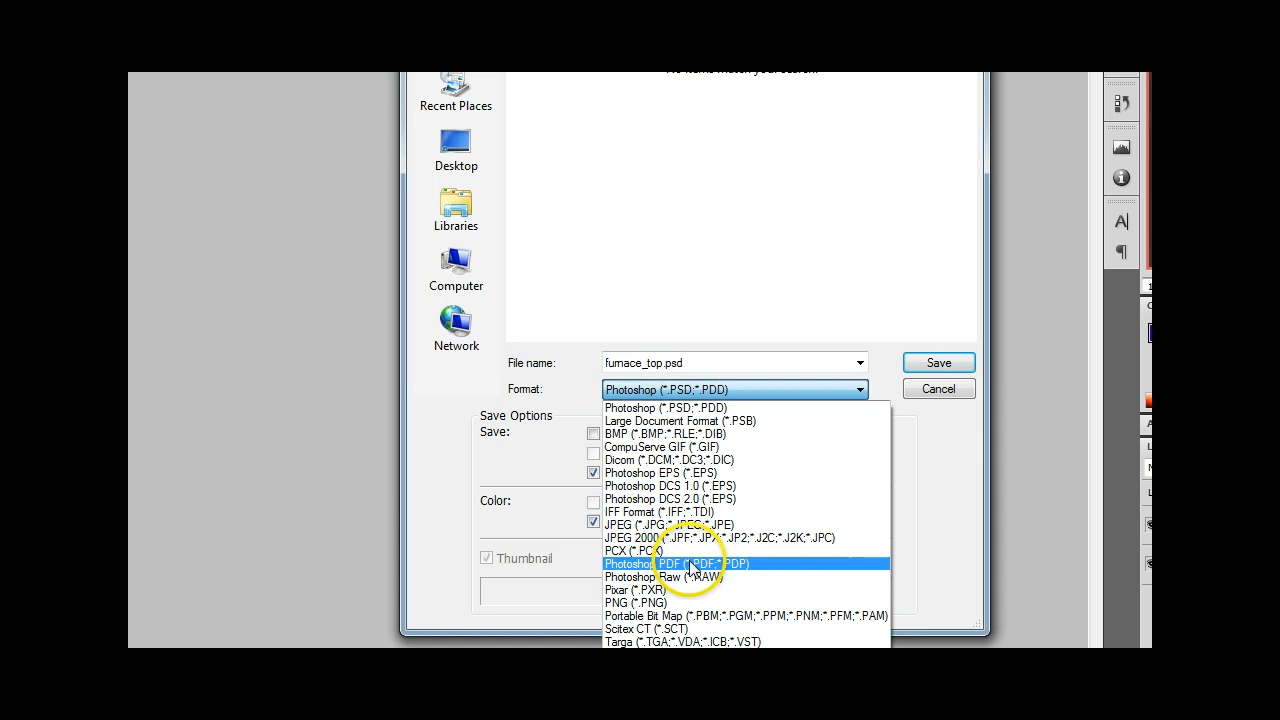 No items match your search.
Recent Places
Desktop
Libraries
Computer
Network
File name:
furnace_top.psd
Save
Format:
Photoshop (*.PSD;*.PDD)
Cancel
Photoshop (*.PSD;*.PDD)
Large Document Format (*.PSB)
BMP (*.BMP;*.RLE;*.DIB)
CompuServe GIF (*.GIF)
Dicom (*.DCM;*.DC3;*.DIC)
Photoshop EPS (*.EPS)
Photoshop DCS 1.0 (*.EPS)
Photoshop DCS 2.0 (*.EPS)
IFF Format (*.IFF;*.TDI)
JPEG (*.JPG;*.JPEG;*.JPE)
JPEG 2000 (*.JPF;*.JPX;*.JP2;*.J2C;*.J2K;*.JPC)
PCX (*.PCX)
Photoshop PDF (*.PDF;*.PDP)
Photoshop Raw (*.RAW)
Pixar (*.PXR)
PNG (*.PNG)
Portable Bit Map (*.PBM;*.PGM;*.PPM;*.PNM;*.PFM;*.PAM)
Scitex CT (*.SCT)
Targa (*.TGA;*.VDA;*.ICB;*.VST)
Save Options
Save:
Color:
Thumbnail